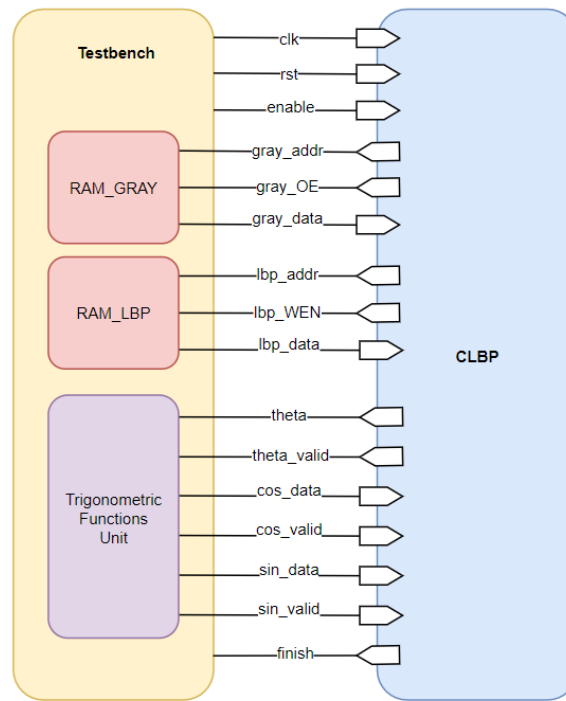 Testbench
clk
rst
enable
RAM_GRAY
gray_addr
gray_OE
gray_data
RAM_LBP
lbp_addr
lbp_WEN
lbp_data
CLBP
Trigonometric
Functions
Unit
theta
theta_valid
cos_data
cos_valid
sin_data
sin_valid
finish